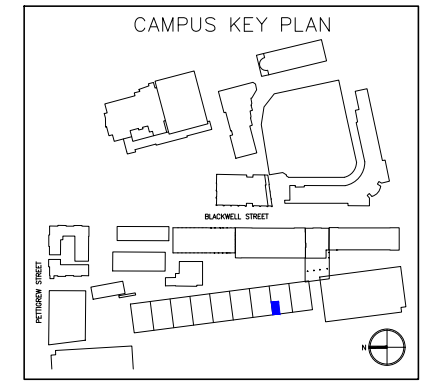 CAMPUS KEY PLAN
BLACKWELL STREET
PETTIGREW STREET
N